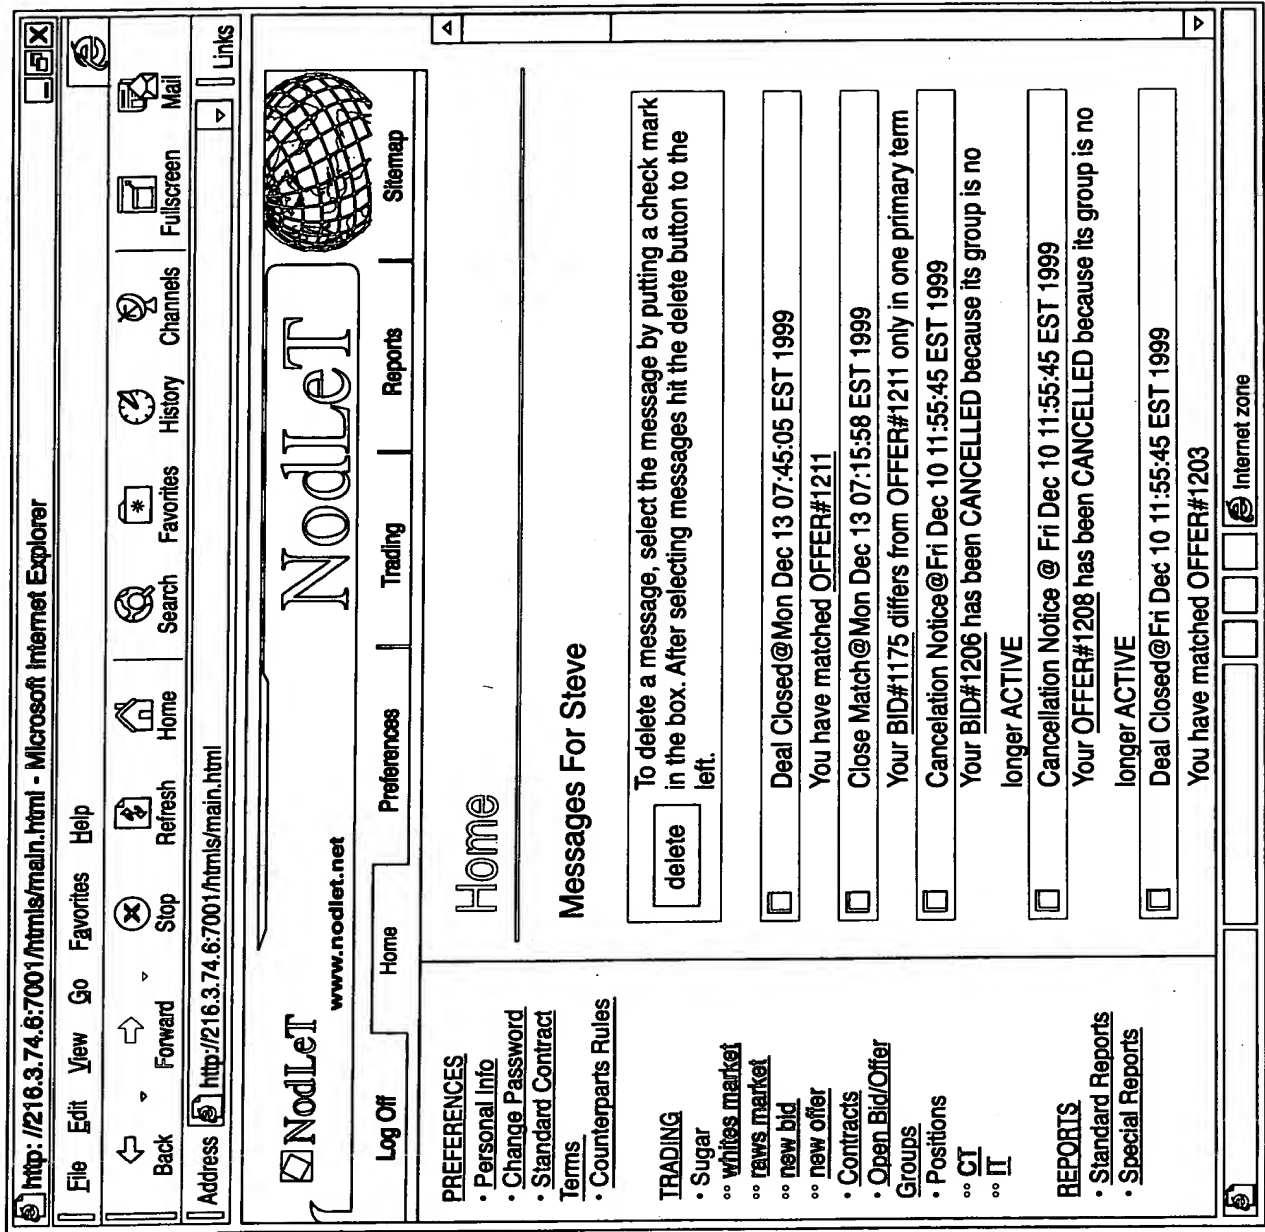 http: //216.3.74.6:7001/htmls/main.html - Microsoft Internet Explorer
File Edit View Go Favorites Help
Back Forward Stop Refresh Home Search Favorites History Channels Fullscreen Mail
Address http://216.3.74.6:7001/htmls/main.html Links
NodLeT
www.nodlet.net
NodLeT
Log Off Home Preferences Trading Reports Sitemap
PREFERENCES
· Personal Info
· Change Password
· Standard Contract
Terms
· Counterparts Rules
TRADING
· Sugar
°° whites market
°° raws market
°° new bid
°° new offer
· Contracts
· Open Bid/Offer
Groups
· Positions
°° CT
°° IT
REPORTS
· Standard Reports
· Special Reports
Home
Messages For Steve
delete
To delete a message, select the message by putting a check mark
in the box. After selecting messages hit the delete button to the
left.
Deal Closed@Mon Dec 13 07:45:05 EST 1999
You have matched OFFER#1211
Close Match@Mon Dec 13 07:15:58 EST 1999
Your BID#1175 differs from OFFER#1211 only in one primary term
Cancelation Notice@Fri Dec 10 11:55:45 EST 1999
Your BID#1206 has been CANCELLED because its group is no
longer ACTIVE
Cancellation Notice @ Fri Dec 10 11:55:45 EST 1999
Your OFFER#1208 has been CANCELLED because its group is no
longer ACTIVE
Deal Closed@Fri Dec 10 11:55:45 EST 1999
You have matched OFFER#1203
Internet zone